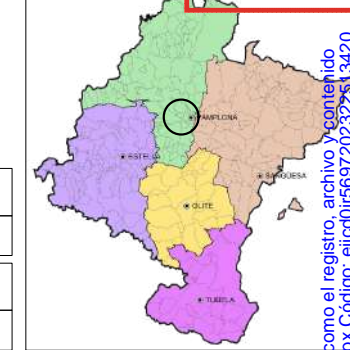 PAMPLONA
ESTELLA
SANGÜESA
OLITE
TUDELA
como el registro, archivo y contenido